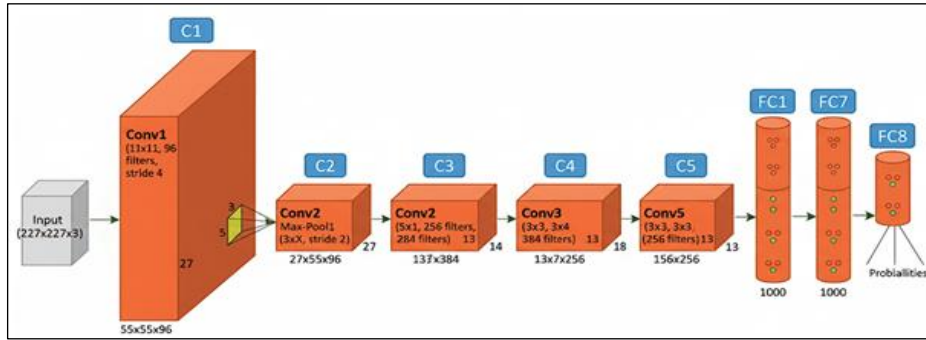 C1
Conv1
(11x11, 96
filters,
stride 4
Input
(227x227x3)
27
55x55x96
3
5
C2
Conv2
Max-Pool1
(3xX, stride 2)
27
27x55x96
C3
Conv2
(5x1, 256 filters,
284 filters) 13
14
137x384
C4
Conv3
(3x3, 3x4
384 filters) 13
18
13x7x256
C5
Conv5
(3x3, 3x3,
(256 filters) 13
13
156x256
FC1
1000
FC7
1000
FC8
Probiallities